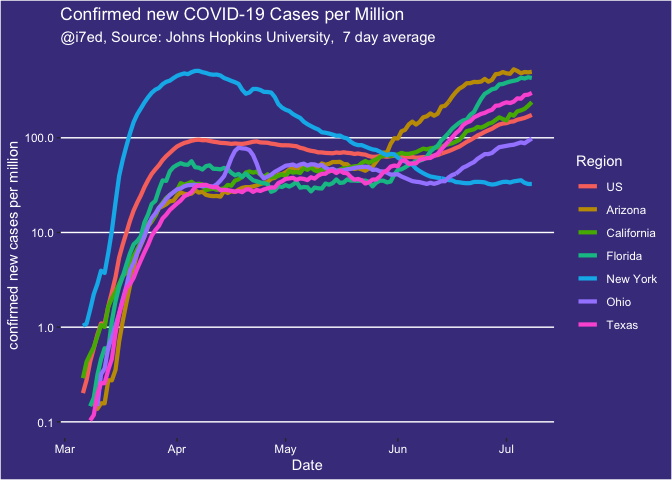 Confirmed new COVID-19 Cases per Million
@i7ed, Source: Johns Hopkins University,  7 day average
confirmed new cases per million
100.0
10.0
1.0
0.1
Mar
Apr
May
Jun
Jul
Date
Region
US
Arizona
California
Florida
New York
Ohio
Texas